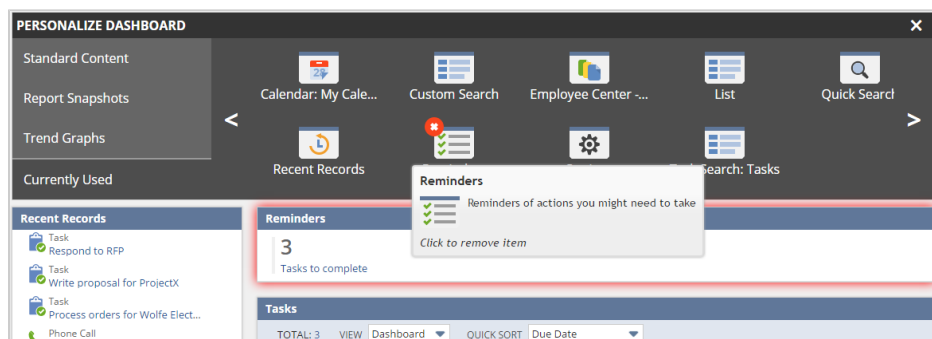 PERSONALIZE DASHBOARD
×
Standard Content
Report Snapshots
Trend Graphs
Currently Used
<
28
Calendar: My Cale...
Custom Search
Employee Center -...
List
Quick Search
>
Recent Records
Search: Tasks
Reminders
Reminders of actions you might need to take
Click to remove item
Recent Records
Task
Respond to RFP
Task
Write proposal for ProjectX
Task
Process orders for Wolfe Elect...
Phone Call
Reminders
3
Tasks to complete
Tasks
TOTAL: 3 VIEW Dashboard QUICK SORT Due Date